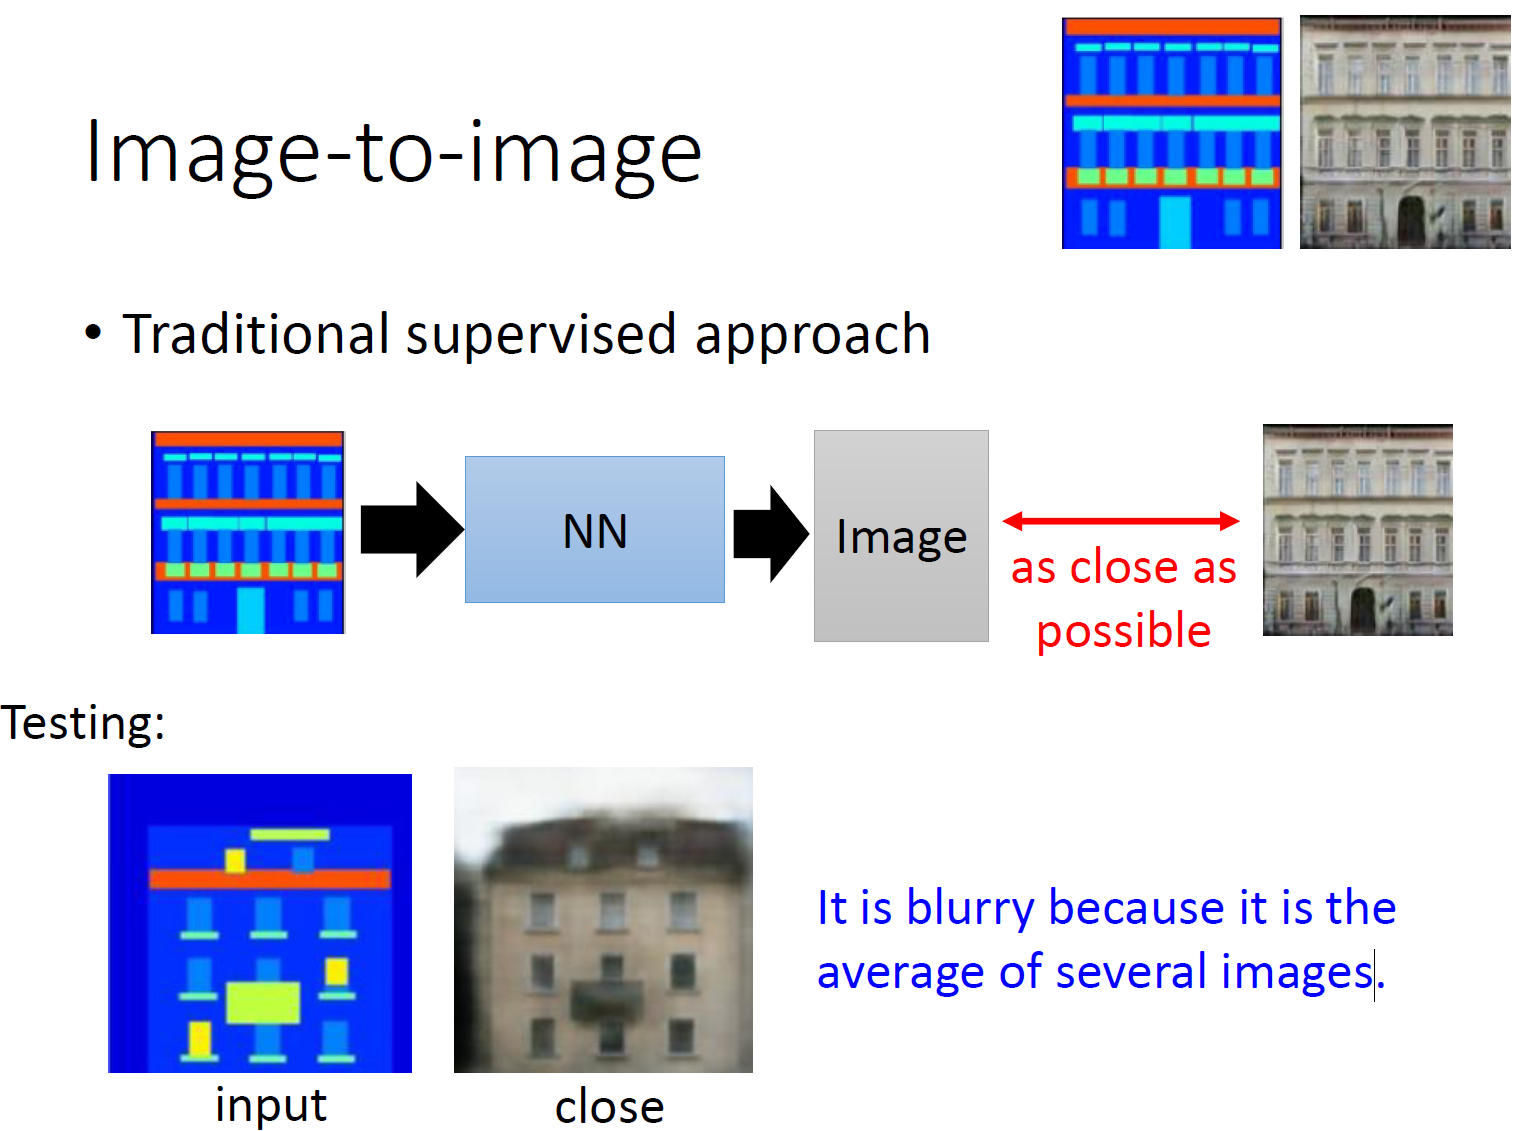 Image-to-image
• Traditional supervised approach
NN
Image
as close as
possible
Testing:
It is blurry because it is the
average of several images.
input
close